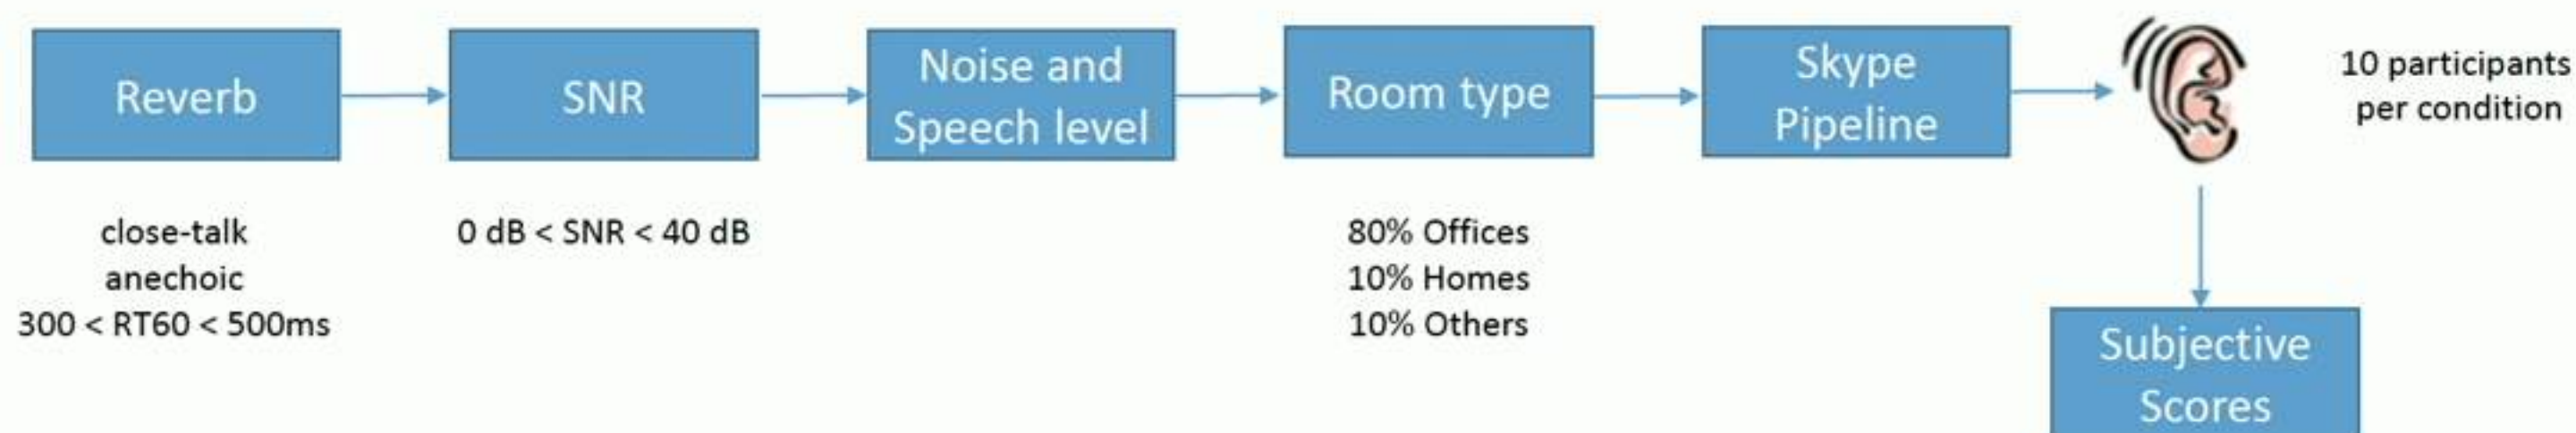 Reverb
SNR
Noise and
Speech level
Room type
Skype
Pipeline
10 participants
per condition
close-talk
anechoic
300 < RT60 < 500ms
0 dB < SNR < 40 dB
80% Offices
10% Homes
10% Others
Subjective
Scores